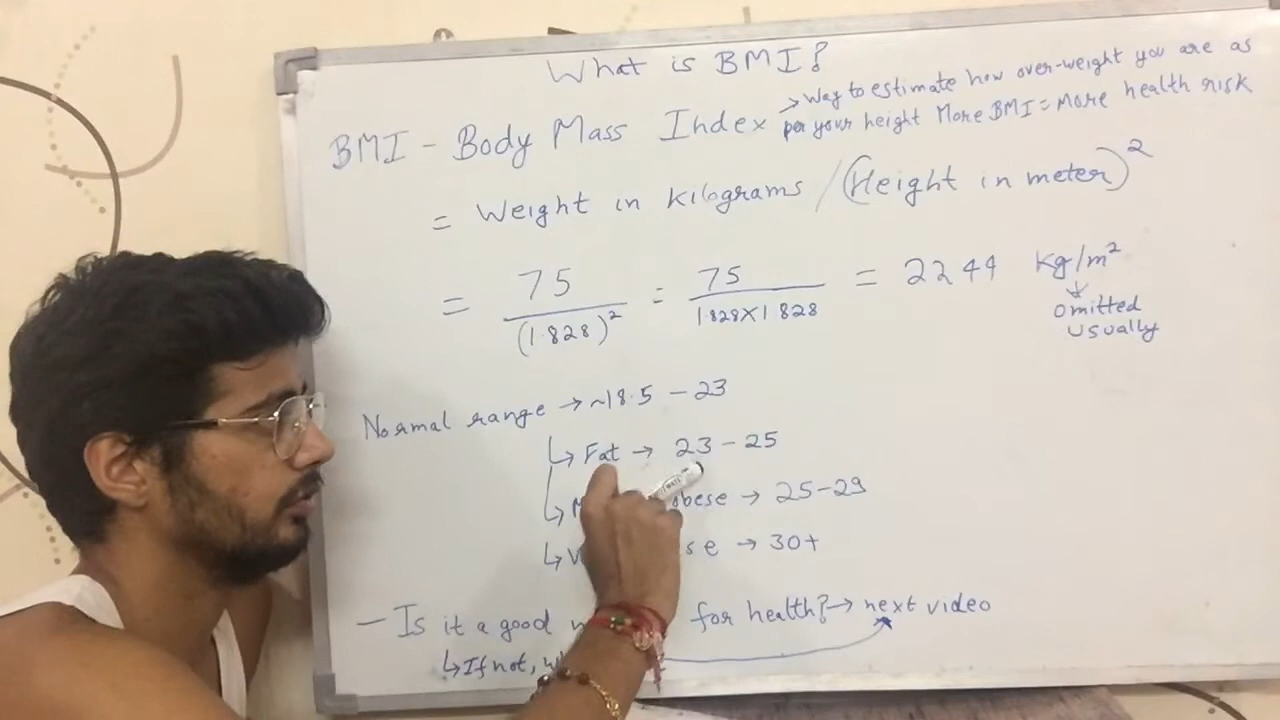 What is BMI?
BMI - Body Mass Index → Way to estimate how over-weight you are as
per your height More BMI = More health risk
= Weight in kilograms / (Height in meter)²
= 75 / (1.828)² = 75 / 1.828 X 1.828 = 22.44 kg/m²
omitted
usually
Normal range → ~18.5 - 23
↳ Fat → 23 - 25
↳ obese → 25 - 29
↳ → 30+
- Is it a good for health? → next video
↳ If not,